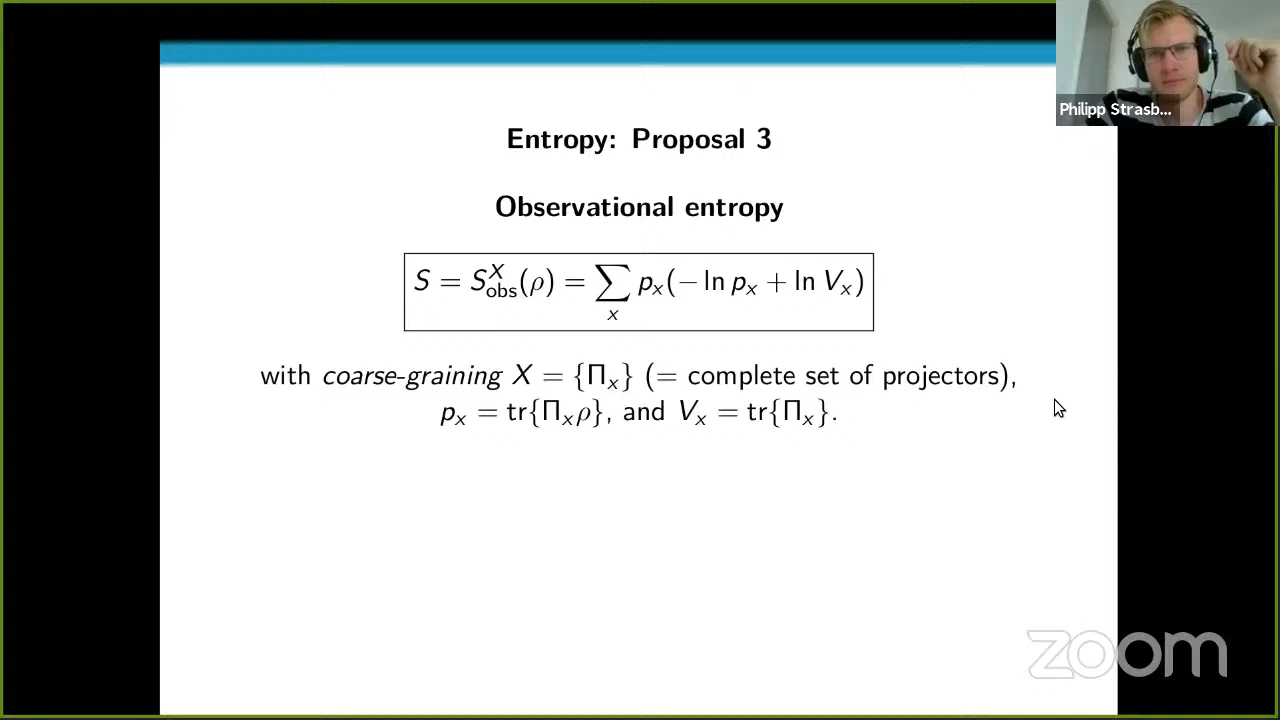 Philipp Strasb...
Entropy: Proposal 3
Observational entropy
S = S^X_obs(ρ) = ∑_x p_x(− ln p_x + ln V_x)
with coarse-graining X = {Π_x} (= complete set of projectors),
p_x = tr{Π_xρ}, and V_x = tr{Π_x}.
zoom